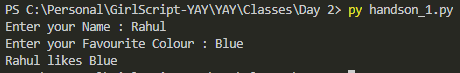 PS C:\Personal\GirlScript-YAY\YAY\Classes\Day 2> py handson_1.py
Enter your Name : Rahul
Enter your Favourite Colour : Blue
Rahul likes Blue